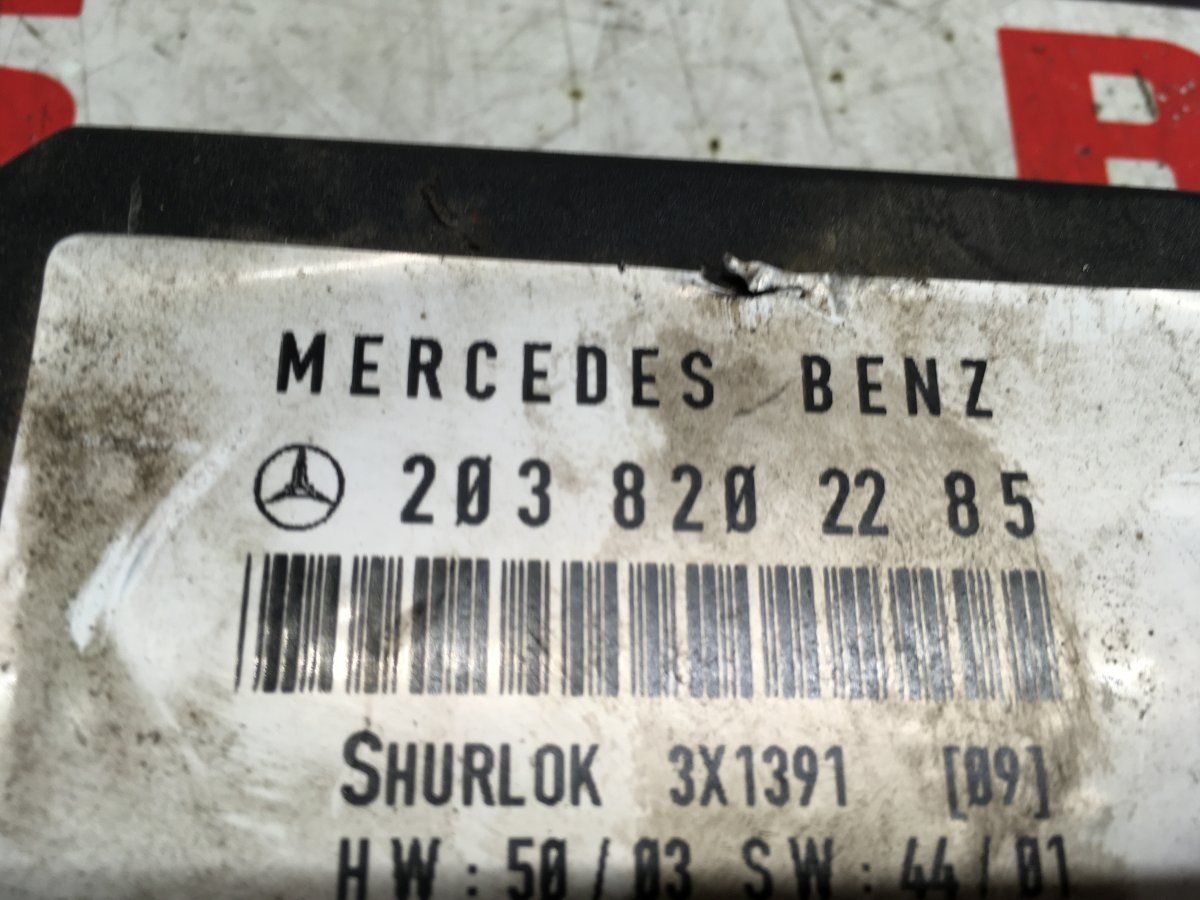 MERCEDES BENZ
203 820 22 85
SHURLOK 3X1391 [09]
HW:50/03 SW:44/01